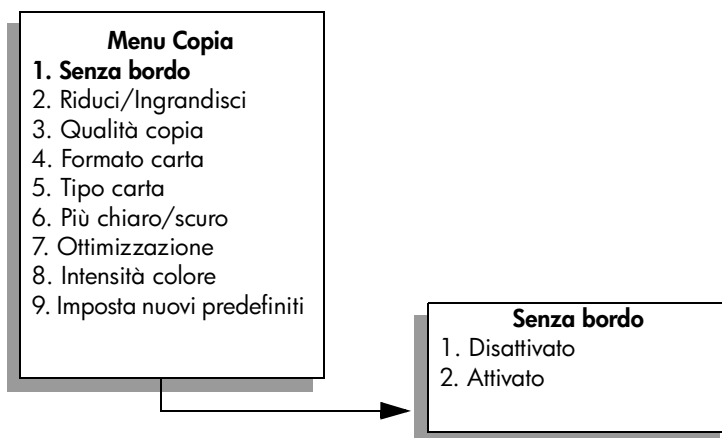 Menu Copia
1. Senza bordo
2. Riduci/Ingrandisci
3. Qualità copia
4. Formato carta
5. Tipo carta
6. Più chiaro/scuro
7. Ottimizzazione
8. Intensità colore
9. Imposta nuovi predefiniti
Senza bordo
1. Disattivato
2. Attivato